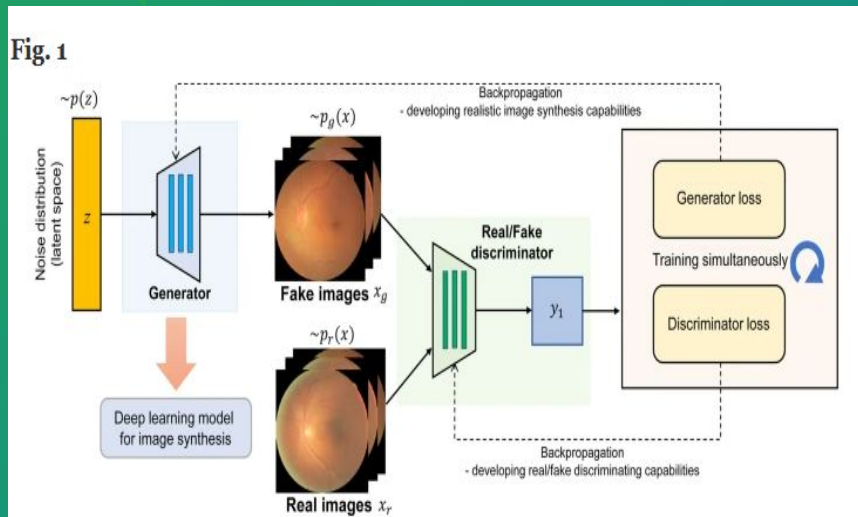 Fig. 1
~p(z)
Noise distribution
(latent space)
z
Generator
Deep learning model
for image synthesis
~p_g(x)
Fake images x_g
~p_r(x)
Real images x_r
Backpropagation
- developing realistic image synthesis capabilities
Real/Fake
discriminator
y_1
Generator loss
Training simultaneously
Discriminator loss
Backpropagation
- developing real/fake discriminating capabilities